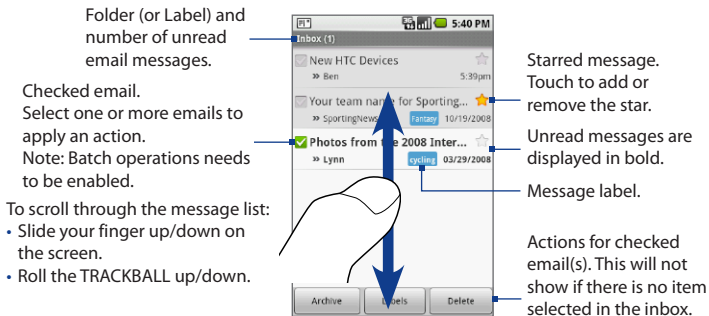 Folder (or Label) and
number of unread
email messages.
Checked email.
Select one or more emails to
apply an action.
Note: Batch operations needs
to be enabled.
To scroll through the message list:
• Slide your finger up/down on
the screen.
• Roll the TRACKBALL up/down.
3G 5:40 PM
Inbox (1)
New HTC Devices
» Ben 5:39pm
Your team name for Sporting...
» SportingNews Fantasy 10/19/2008
Photos from the 2008 Inter...
» Lynn cycling 03/29/2008
Archive Labels Delete
Starred message.
Touch to add or
remove the star.
Unread messages are
displayed in bold.
Message label.
Actions for checked
email(s). This will not
show if there is no item
selected in the inbox.